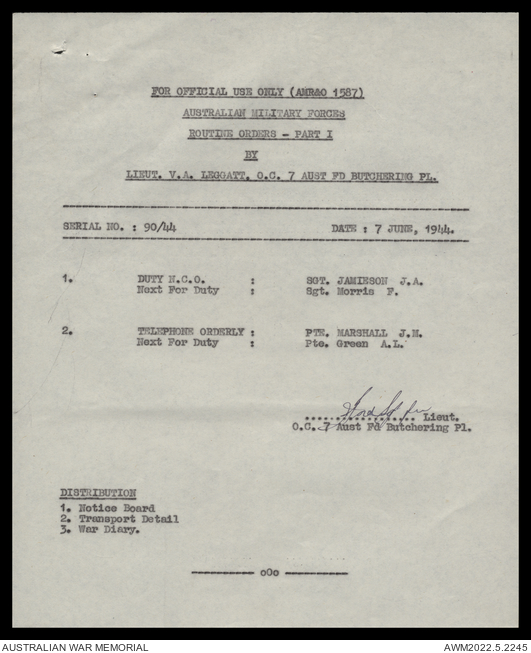 FOR OFFICIAL USE ONLY (AMR&O 1587)
AUSTRALIAN MILITARY FORCES
ROUTINE ORDERS - PART I
BY
LIEUT. V.A. LEGGATT, O.C. 7 AUST FD BUTCHERING PL.
SERIAL NO. : 90/44 DATE : 7 JUNE, 1944.
1. DUTY N.C.O. : SGT. JAMIESON J.A.
Next For Duty : Sgt. Morris F.
2. TELEPHONE ORDERLY : PTE. MARSHALL J.M.
Next For Duty : Pte. Green A.L.
.................. Lieut.
O.C. 7 Aust Fd Butchering Pl.
DISTRIBUTION
1. Notice Board
2. Transport Detail
3. War Diary.
oOo
AUSTRALIAN WAR MEMORIAL AWM2022.5.2245